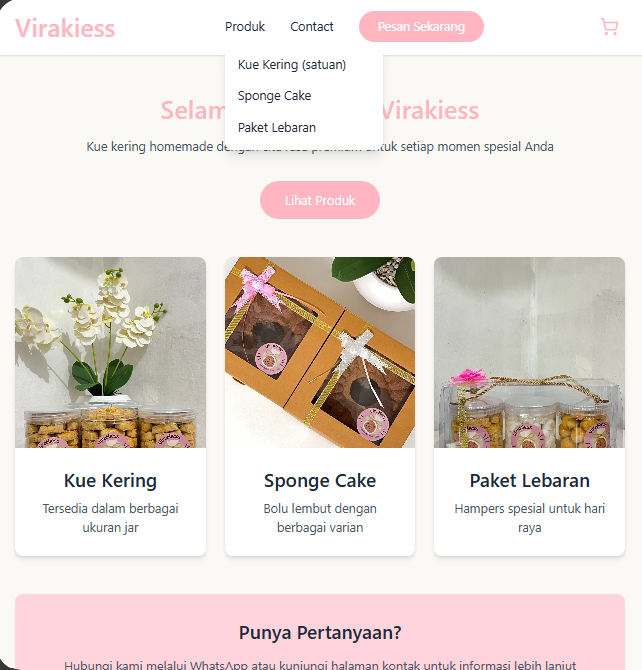 Virakiess
Produk
Contact
Pesan Sekarang
Kue Kering (satuan)
Sponge Cake
Paket Lebaran
Selam
Virakiess
Kue kering homemade dengan cita rasa premium untuk setiap momen spesial Anda
Lihat Produk
Kue Kering
Tersedia dalam berbagai
ukuran jar
Sponge Cake
Bolu lembut dengan
berbagai varian
Paket Lebaran
Hampers spesial untuk hari
raya
Punya Pertanyaan?
Hubungi kami melalui WhatsApp atau kunjungi halaman kontak untuk informasi lebih lanjut